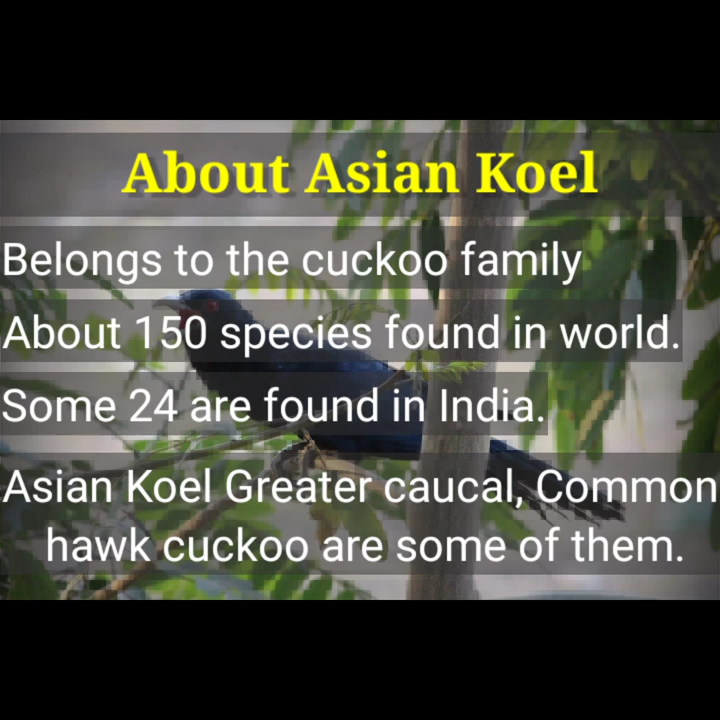 About Asian Koel
Belongs to the cuckoo family
About 150 species found in world.
Some 24 are found in India.
Asian Koel Greater caucal, Common
hawk cuckoo are some of them.